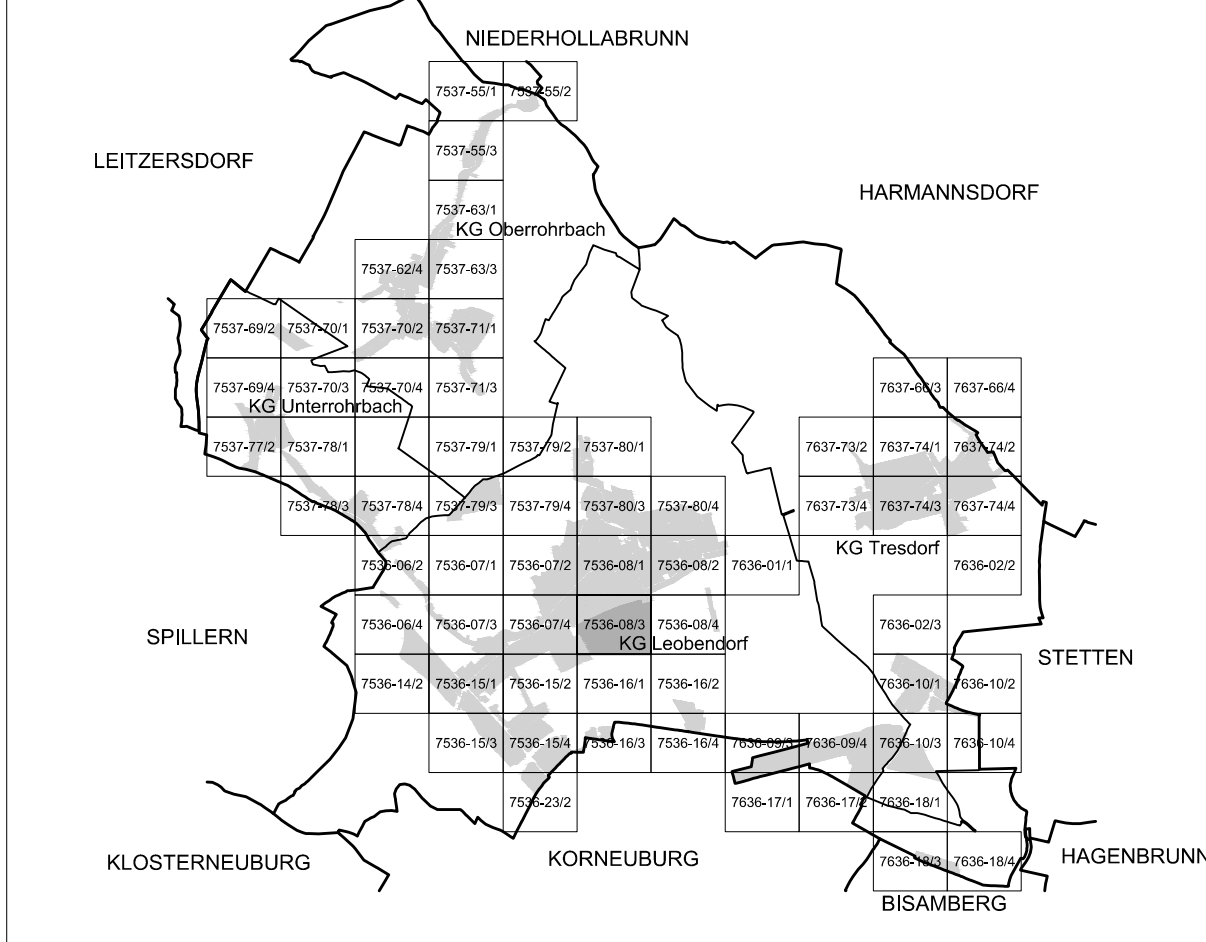 NIEDERHOLLABRUNN
7537-55/1 7537-55/2
7537-55/3
LEITZERSDORF
HARMANNSDORF
7537-63/1
KG Oberrohrbach
7537-62/4 7537-63/3
7537-69/2 7537-70/1 7537-70/2 7537-71/1
7537-69/4 7537-70/3 7537-70/4 7537-71/3 7637-66/3 7637-66/4
KG Unterrohrbach
7537-77/2 7537-78/1 7537-79/1 7537-79/2 7537-80/1 7637-73/2 7637-74/1 7637-74/2
7537-78/3 7537-78/4 7537-79/3 7537-79/4 7537-80/3 7537-80/4 7637-73/4 7637-74/3 7637-74/4
KG Tresdorf
7536-06/2 7536-07/1 7536-07/2 7536-08/1 7536-08/2 7636-01/1 7636-02/2
7536-06/4 7536-07/3 7536-07/4 7536-08/3 7536-08/4 7636-02/3
SPILLERN
KG Leobendorf
STETTEN
7536-14/2 7536-15/1 7536-15/2 7536-16/1 7536-16/2 7636-10/1 7636-10/2
7536-15/3 7536-15/4 7536-16/3 7536-16/4 7636-09/3 7636-09/4 7636-10/3 7636-10/4
7536-23/2 7636-17/1 7636-17/2 7636-18/1
KLOSTERNEUBURG
KORNEUBURG
7636-18/3 7636-18/4
HAGENBRUNN
BISAMBERG